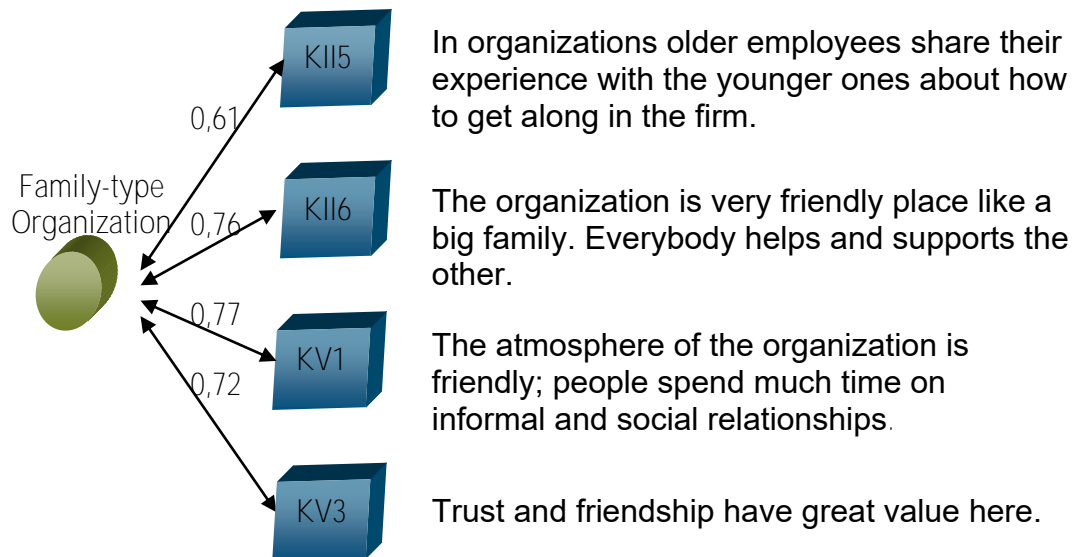 KII5
In organizations older employees share their
experience with the younger ones about how
to get along in the firm.
0,61
Family-type
Organization
KII6
0,76
The organization is very friendly place like a
big family. Everybody helps and supports the
other.
0,77
KV1
The atmosphere of the organization is
friendly; people spend much time on
informal and social relationships.
0,72
KV3
Trust and friendship have great value here.